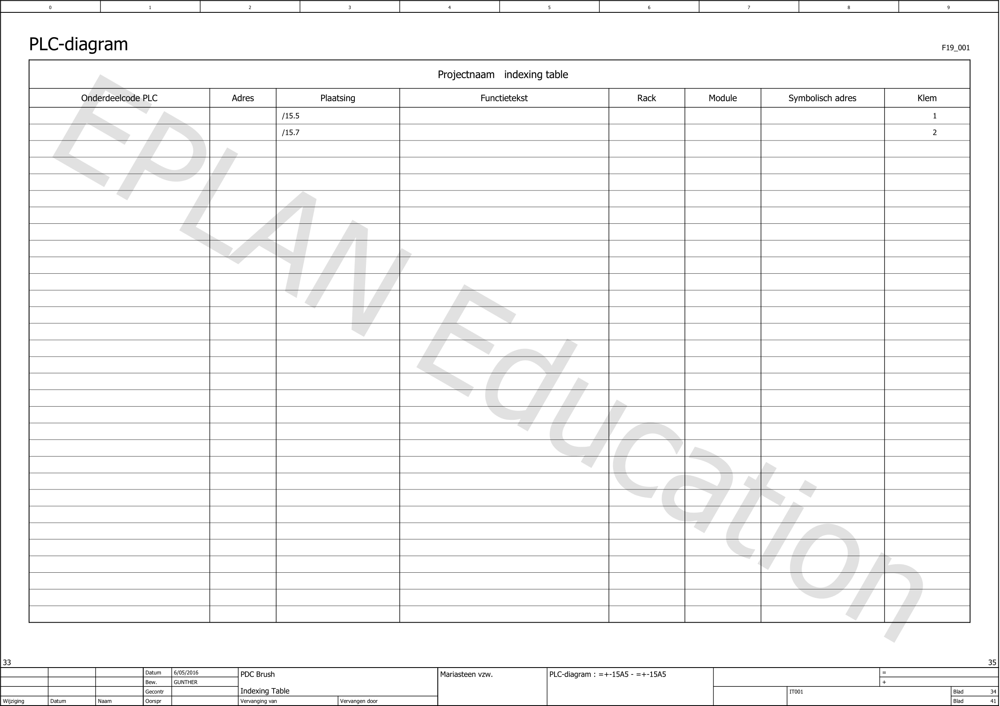 0 1 2 3 4 5 6 7 8 9
PLC-diagram F19_001
Projectnaam indexing table
Onderdeelcode PLC Adres Plaatsing Functietekst Rack Module Symbolisch adres Klem
/15.5 1
/15.7 2
EPLAN Education
33 35
Datum 6/05/2016 PDC Brush Mariasteen vzw. PLC-diagram : =+-15A5 - =+-15A5 =
Bew. GUNTHER +
Gecontr Indexing Table IT001 Blad 34
Wijziging Datum Naam Oorspr Vervanging van Vervangen door Blad 41